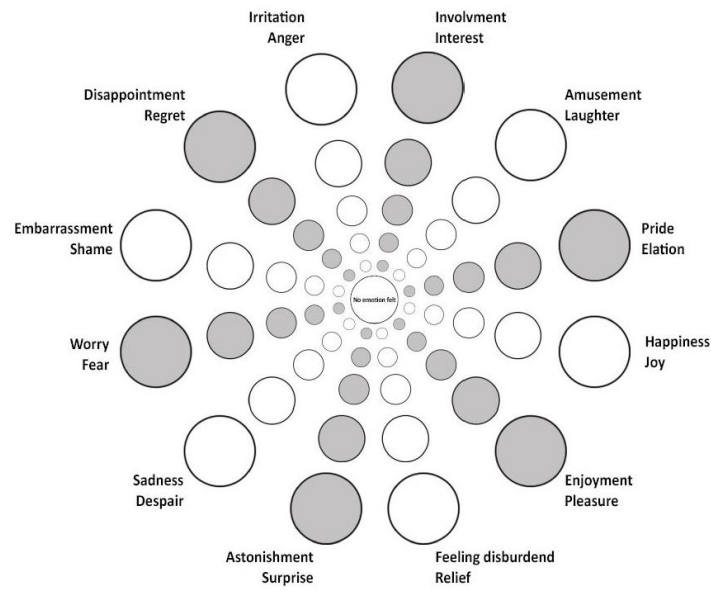 Irritation
Anger
Involvment
Interest
Disappointment
Regret
Amusement
Laughter
Embarrassment
Shame
Pride
Elation
No emotion felt
Worry
Fear
Happiness
Joy
Sadness
Despair
Enjoyment
Pleasure
Astonishment
Surprise
Feeling disburdend
Relief